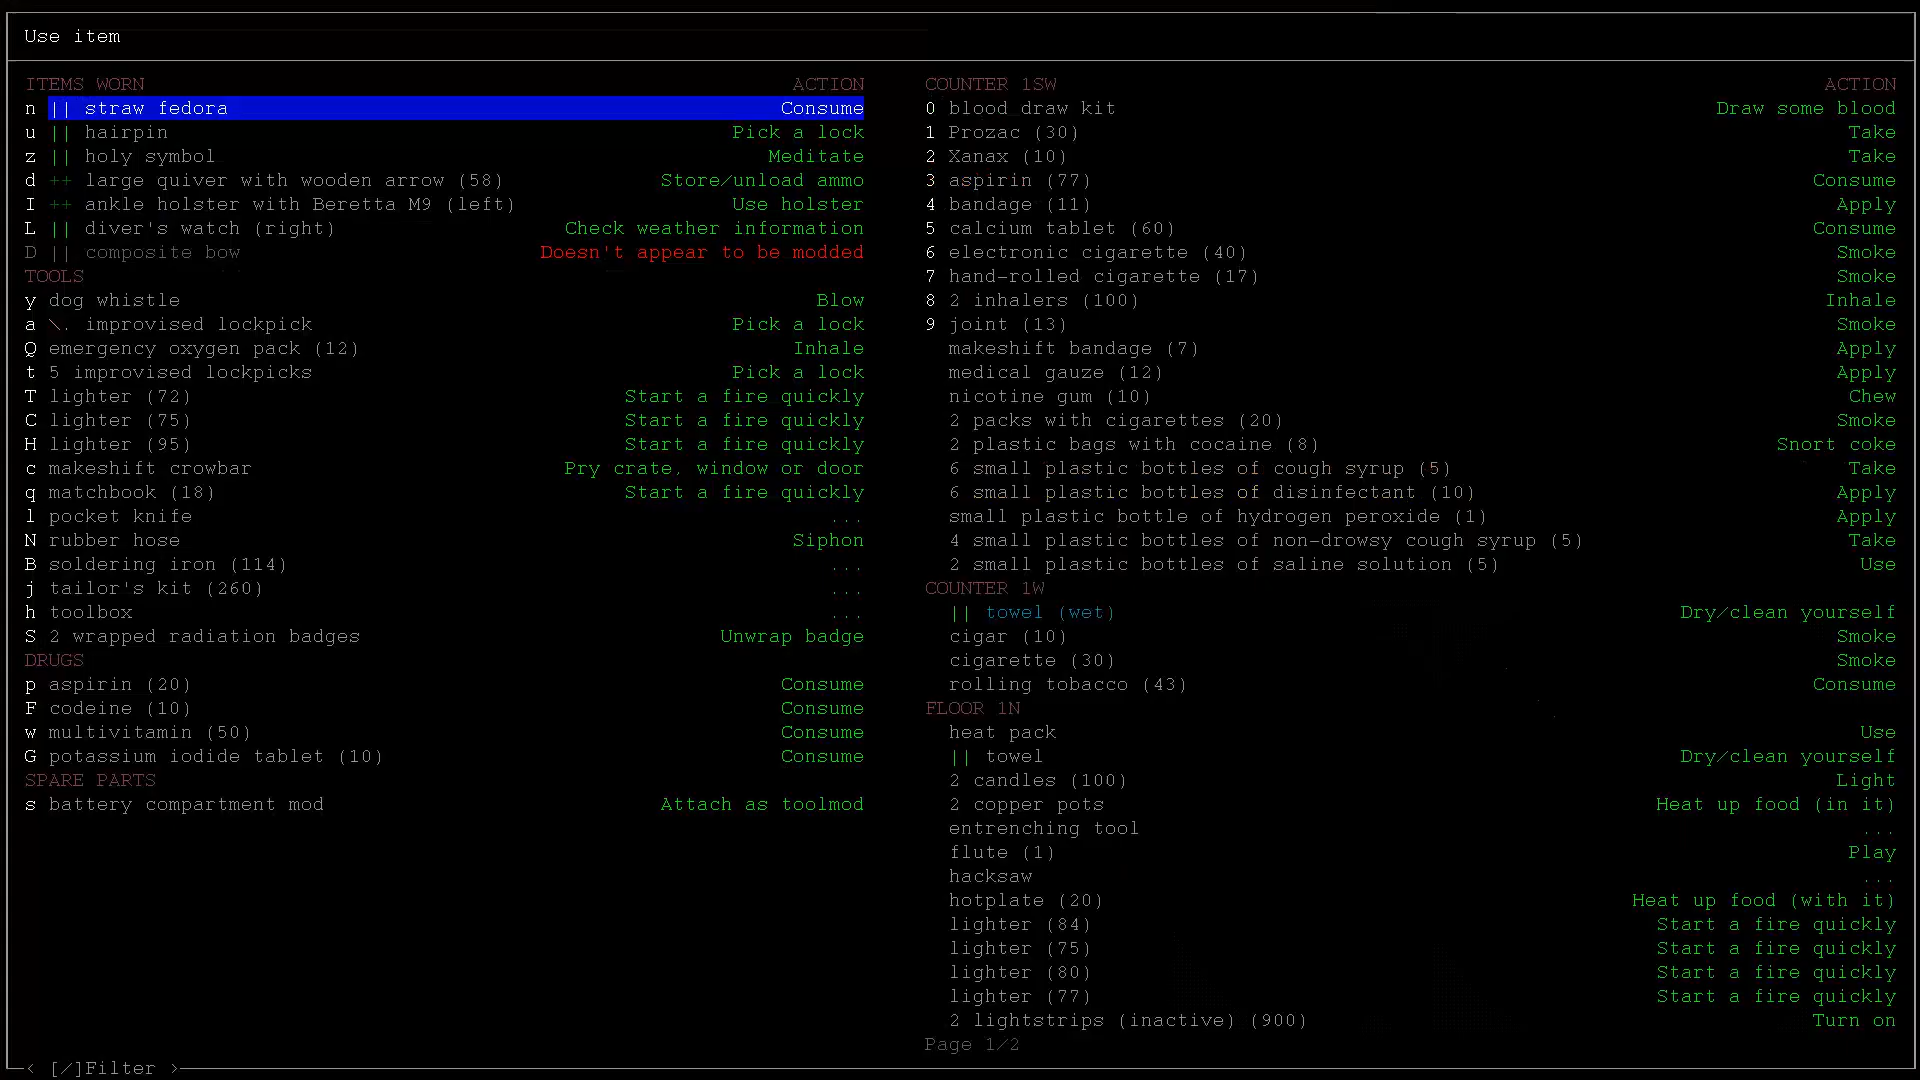 Use item
ITEMS WORN ACTION
n || straw fedora Consume
u || hairpin Pick a lock
z || holy symbol Meditate
d ++ large quiver with wooden arrow (58) Store/unload ammo
I ++ ankle holster with Beretta M9 (left) Use holster
L || diver's watch (right) Check weather information
D || composite bow Doesn't appear to be modded
TOOLS
y dog whistle Blow
a \. improvised lockpick Pick a lock
Q emergency oxygen pack (12) Inhale
t 5 improvised lockpicks Pick a lock
T lighter (72) Start a fire quickly
C lighter (75) Start a fire quickly
H lighter (95) Start a fire quickly
c makeshift crowbar Pry crate, window or door
q matchbook (18) Start a fire quickly
l pocket knife ...
N rubber hose Siphon
B soldering iron (114) ...
j tailor's kit (260) ...
h toolbox ...
S 2 wrapped radiation badges Unwrap badge
DRUGS
p aspirin (20) Consume
F codeine (10) Consume
w multivitamin (50) Consume
G potassium iodide tablet (10) Consume
SPARE PARTS
s battery compartment mod Attach as toolmod
COUNTER 1SW ACTION
0 blood draw kit Draw some blood
1 Prozac (30) Take
2 Xanax (10) Take
3 aspirin (77) Consume
4 bandage (11) Apply
5 calcium tablet (60) Consume
6 electronic cigarette (40) Smoke
7 hand-rolled cigarette (17) Smoke
8 2 inhalers (100) Inhale
9 joint (13) Smoke
makeshift bandage (7) Apply
medical gauze (12) Apply
nicotine gum (10) Chew
2 packs with cigarettes (20) Smoke
2 plastic bags with cocaine (8) Snort coke
6 small plastic bottles of cough syrup (5) Take
6 small plastic bottles of disinfectant (10) Apply
small plastic bottle of hydrogen peroxide (1) Apply
4 small plastic bottles of non-drowsy cough syrup (5) Take
2 small plastic bottles of saline solution (5) Use
COUNTER 1W
|| towel (wet) Dry/clean yourself
cigar (10) Smoke
cigarette (30) Smoke
rolling tobacco (43) Consume
FLOOR 1N
heat pack Use
|| towel Dry/clean yourself
2 candles (100) Light
2 copper pots Heat up food (in it)
entrenching tool ...
flute (1) Play
hacksaw ...
hotplate (20) Heat up food (with it)
lighter (84) Start a fire quickly
lighter (75) Start a fire quickly
lighter (80) Start a fire quickly
lighter (77) Start a fire quickly
2 lightstrips (inactive) (900) Turn on
Page 1/2
< [/]Filter >